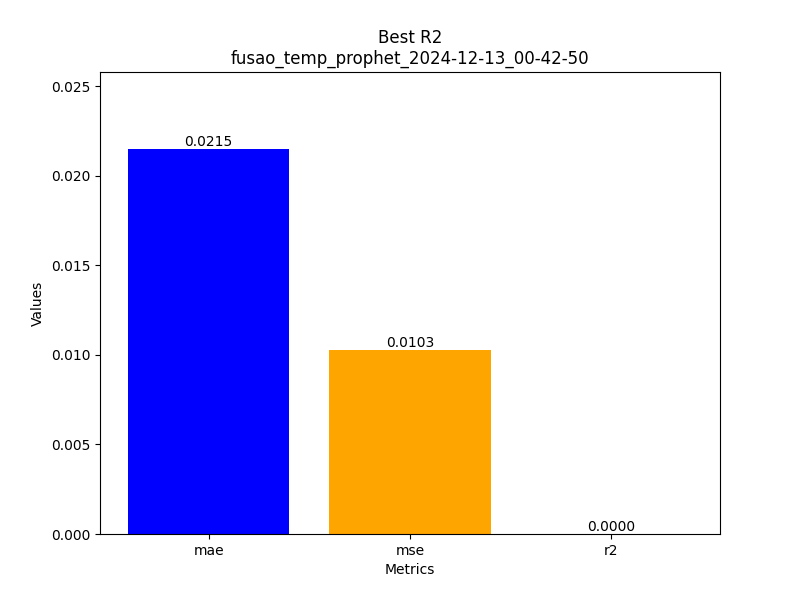 Best R2
fusao_temp_prophet_2024-12-13_00-42-50
0.025
0.020
0.015
0.010
0.005
0.000
Values
0.0215
0.0103
0.0000
mae
mse
r2
Metrics